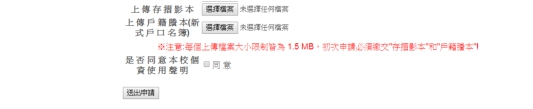 上傳存摺影本 選擇檔案 未選擇任何檔案
上傳戶籍謄本(新
式戶口名簿) 選擇檔案 未選擇任何檔案
※注意:每個上傳檔案大小限制皆為 1.5 MB，初次申請必須繳交"存摺影本"和"戶籍謄本"!
是否同意本校個
資使用聲明 同意
送出申請